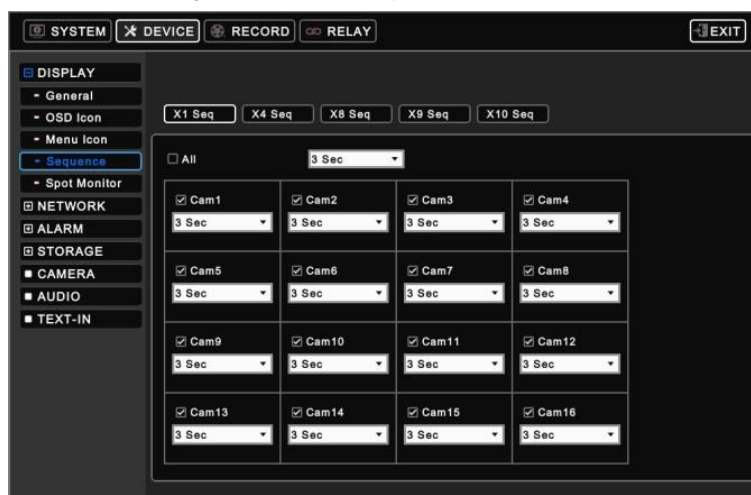 SYSTEM DEVICE RECORD RELAY EXIT
DISPLAY
- General
- OSD Icon
- Menu Icon
- Sequence
- Spot Monitor
NETWORK
ALARM
STORAGE
CAMERA
AUDIO
TEXT-IN
X1 Seq X4 Seq X8 Seq X9 Seq X10 Seq
All 3 Sec
Cam1 Cam2 Cam3 Cam4
3 Sec 3 Sec 3 Sec 3 Sec
Cam5 Cam6 Cam7 Cam8
3 Sec 3 Sec 3 Sec 3 Sec
Cam9 Cam10 Cam11 Cam12
3 Sec 3 Sec 3 Sec 3 Sec
Cam13 Cam14 Cam15 Cam16
3 Sec 3 Sec 3 Sec 3 Sec